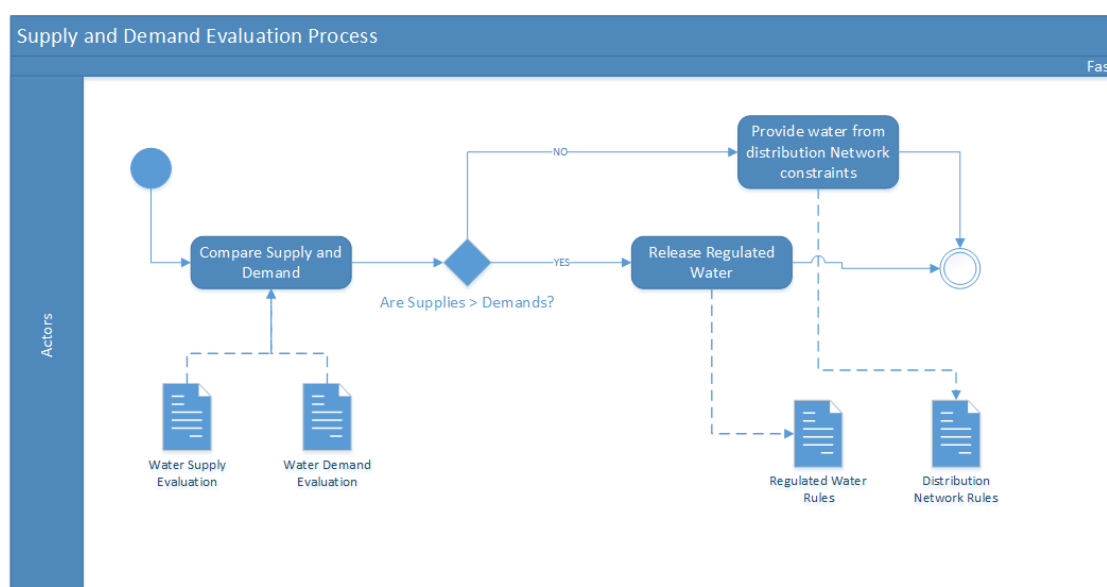 Supply and Demand Evaluation Process
Fas
Actors
Provide water from
distribution Network
constraints
NO
Compare Supply and
Demand
YES
Release Regulated
Water
Are Supplies > Demands?
Water Supply
Evaluation
Water Demand
Evaluation
Regulated Water
Rules
Distribution
Network Rules